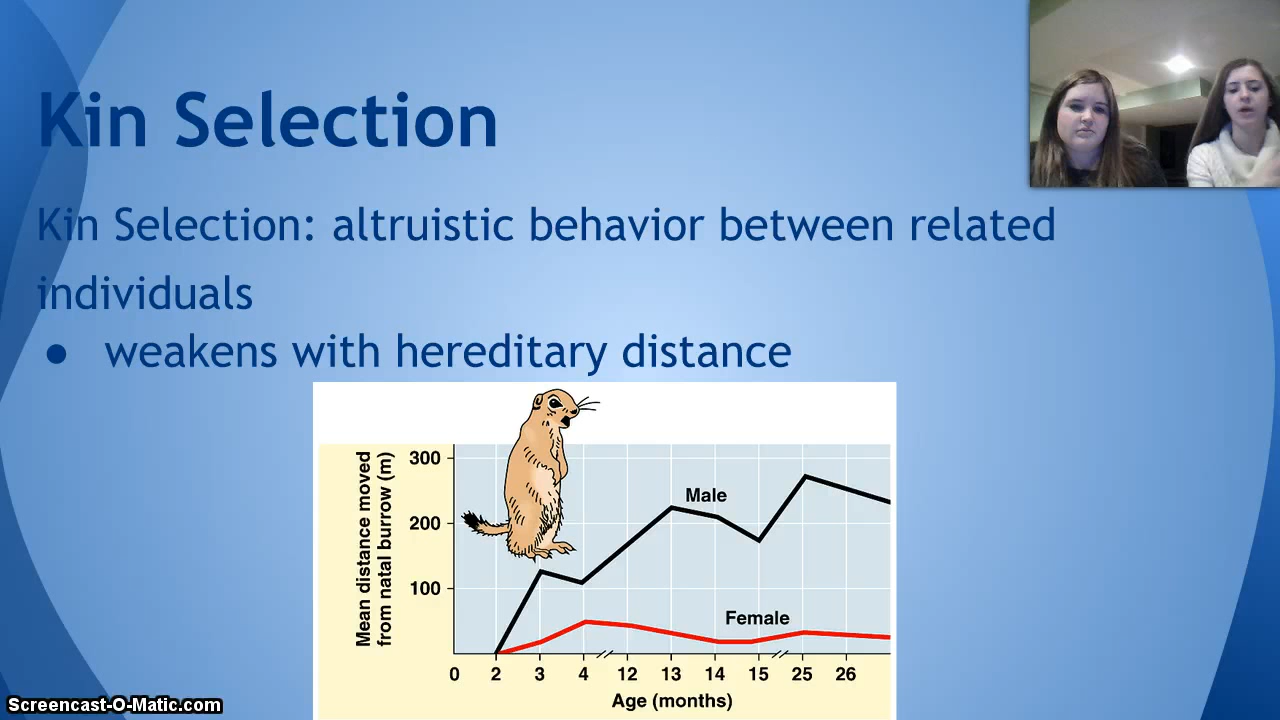 Kin Selection
Kin Selection: altruistic behavior between related
individuals
● weakens with hereditary distance
Mean distance moved
from natal burrow (m)
300
200
100
Male
Female
0 2 3 4 12 13 14 15 25 26
Age (months)
Screencast-O-Matic.com